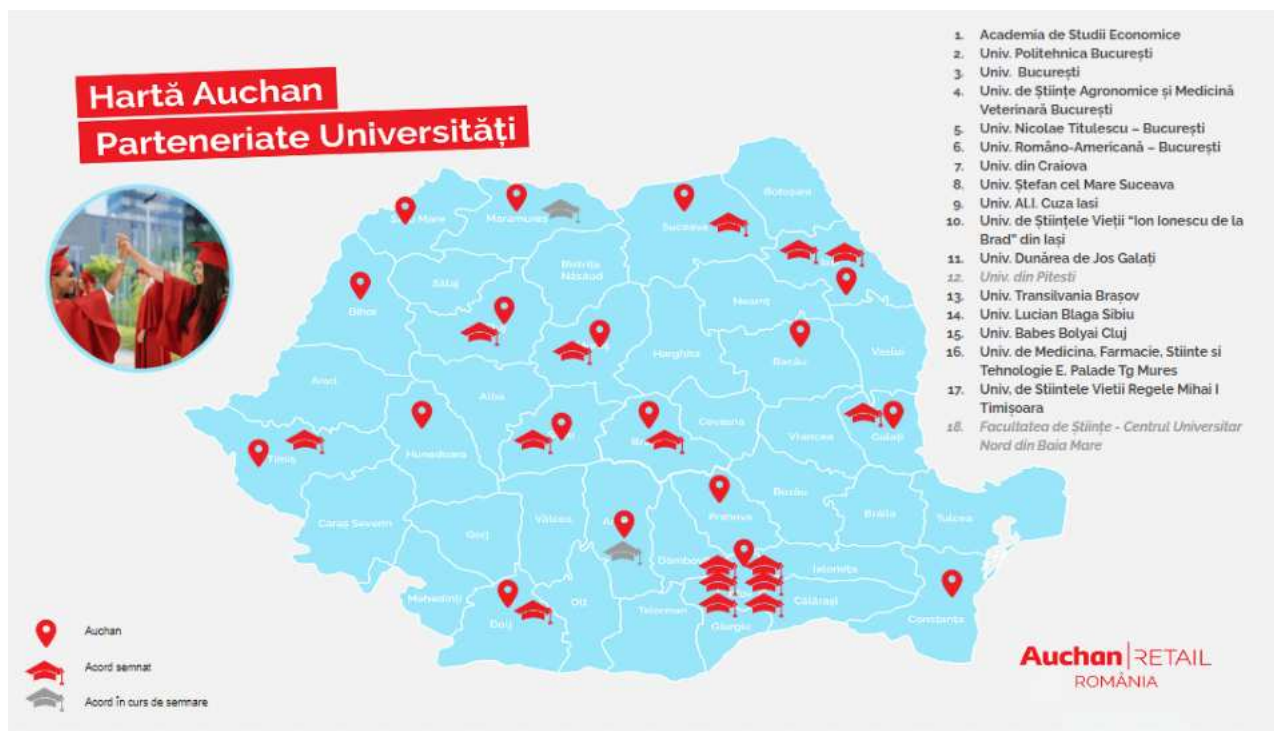 Hartă Auchan
Parteneriate Universități
1. Academia de Studii Economice
2. Univ. Politehnica București
3. Univ. București
4. Univ. de Științe Agronomice și Medicină
Veterinară București
5. Univ. Nicolae Titulescu – București
6. Univ. Româno-Americană – București
7. Univ. din Craiova
8. Univ. Ștefan cel Mare Suceava
9. Univ. Al.I. Cuza Iasi
10. Univ. de Științele Vieții "Ion Ionescu de la
Brad" din Iași
11. Univ. Dunărea de Jos Galați
12. Univ. din Pitesti
13. Univ. Transilvania Brașov
14. Univ. Lucian Blaga Sibiu
15. Univ. Babes Bolyai Cluj
16. Univ. de Medicina, Farmacie, Stiinte si
Tehnologie E. Palade Tg Mures
17. Univ, de Stiintele Vietii Regele Mihai I
Timișoara
18. Facultatea de Științe - Centrul Universitar
Nord din Baia Mare
Botoșani
Maramureș
Suceava
Bistrița
Năsăud
Sălaj
Bihor
Neamț
Harghita
Bacău
Vaslui
Arad
Alba
Covasna
Vrancea
Galați
Timiș
Hunedoara
Buzău
Brăila
Tulcea
Caraș Severin
Gorj
Vâlcea
Prahova
Ialomița
Mehedinți
Olt
Teleorman
Călărași
Dolj
Giurgiu
Constanța
Auchan
Acord semnat
Acord în curs de semnare
Auchan RETAIL
ROMÂNIA